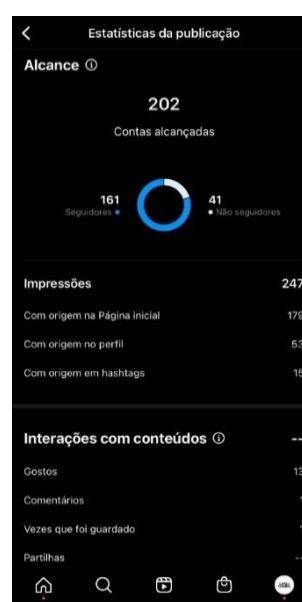 Estatísticas da publicação
Alcance
202
Contas alcançadas
161
Seguidores
41
Não seguidores
Impressões 247
Com origem na Página inicial 179
Com origem no perfil 53
Com origem em hashtags 15
Interações com conteúdos --
Gostos 13
Comentários
Vezes que foi guardado
Partilhas --